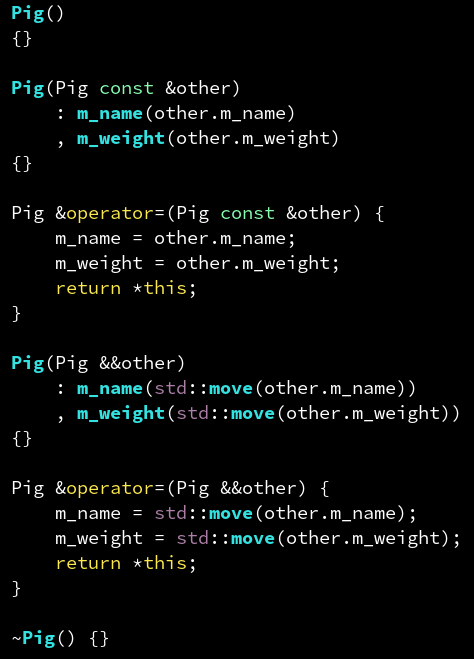 Pig()
{}

Pig(Pig const &other)
    : m_name(other.m_name)
    , m_weight(other.m_weight)
{}

Pig &operator=(Pig const &other) {
    m_name = other.m_name;
    m_weight = other.m_weight;
    return *this;
}

Pig(Pig &&other)
    : m_name(std::move(other.m_name))
    , m_weight(std::move(other.m_weight))
{}

Pig &operator=(Pig &&other) {
    m_name = std::move(other.m_name);
    m_weight = std::move(other.m_weight);
    return *this;
}

~Pig() {}